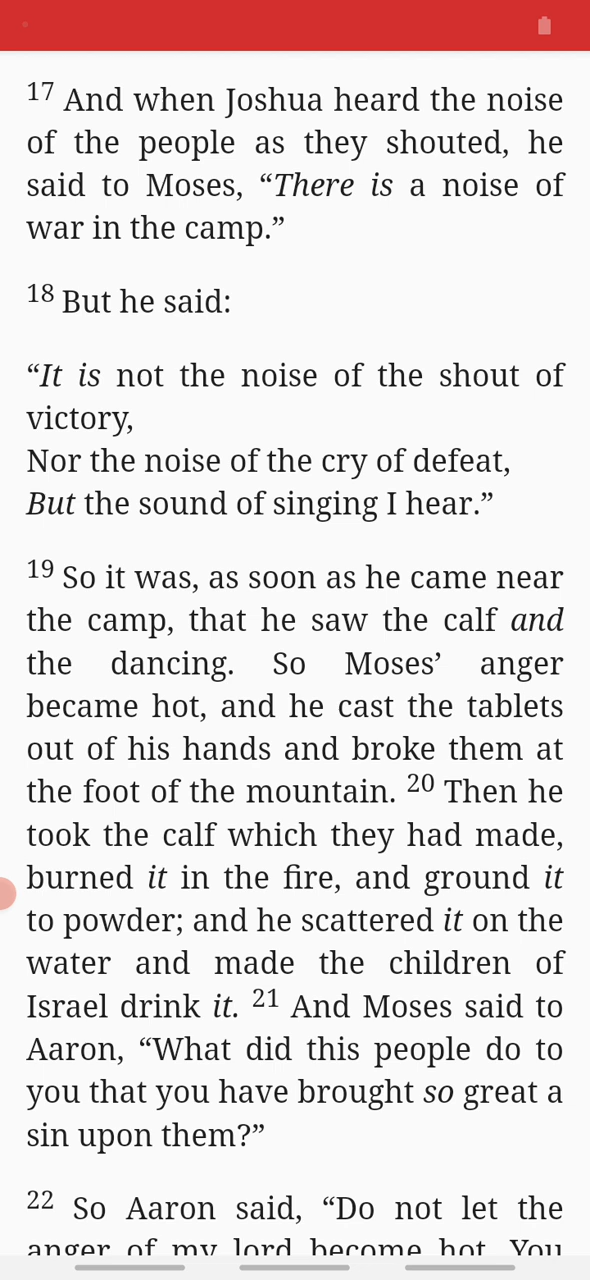 17 And when Joshua heard the noise
of the people as they shouted, he
said to Moses, “There is a noise of
war in the camp.”
18 But he said:
“It is not the noise of the shout of
victory,
Nor the noise of the cry of defeat,
But the sound of singing I hear.”
19 So it was, as soon as he came near
the camp, that he saw the calf and
the dancing. So Moses’ anger
became hot, and he cast the tablets
out of his hands and broke them at
the foot of the mountain. 20 Then he
took the calf which they had made,
burned it in the fire, and ground it
to powder; and he scattered it on the
water and made the children of
Israel drink it. 21 And Moses said to
Aaron, “What did this people do to
you that you have brought so great a
sin upon them?”
22 So Aaron said, “Do not let the
anger of my lord become hot. You